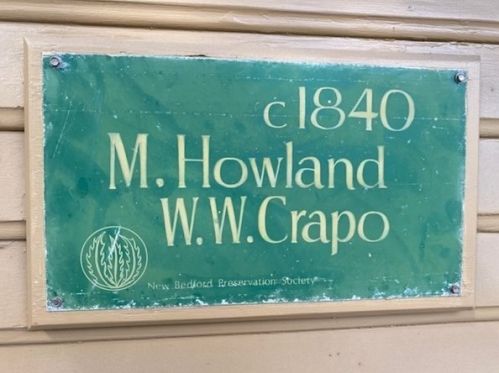 c1840
M. Howland
W.W. Crapo
New Bedford Preservation Society